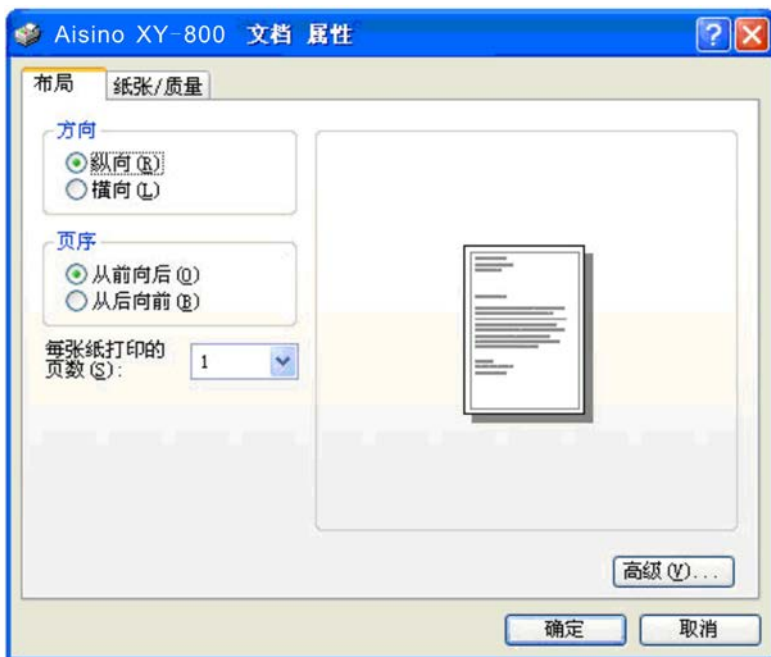 Aisino XY-800 文档 属性
布局
纸张/质量
方向
纵向(R)
横向(L)
页序
从前向后(O)
从后向前(B)
每张纸打印的
页数(S):
1
高级(V)...
确定
取消